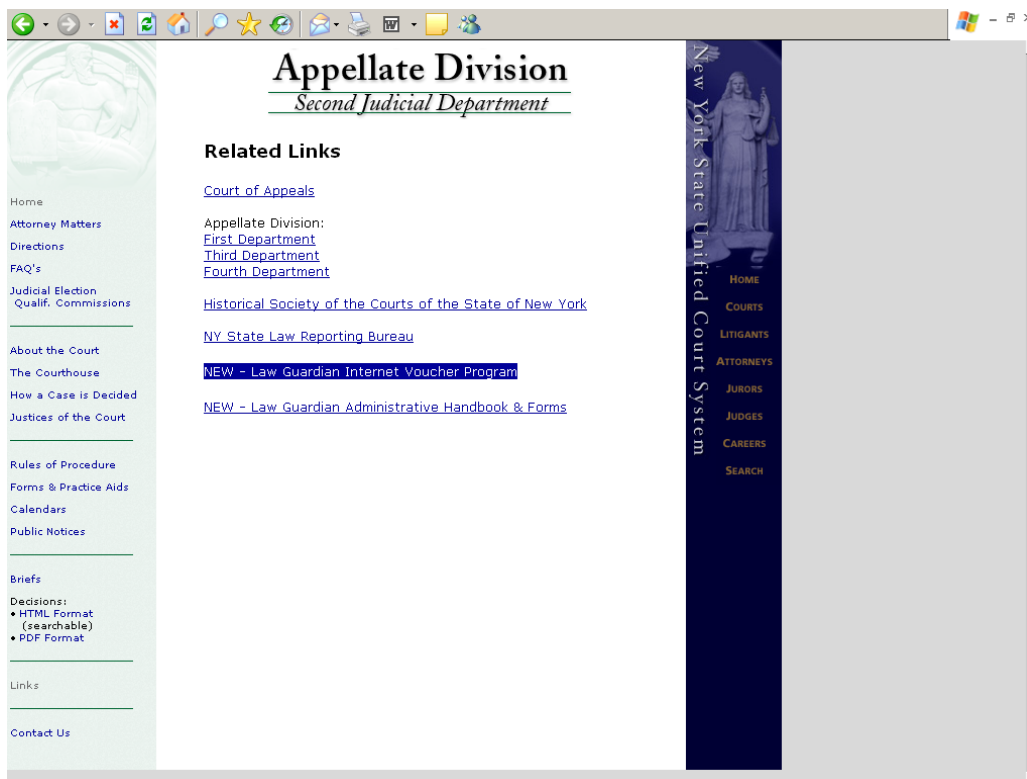 Appellate Division
Second Judicial Department
Related Links
Court of Appeals
Appellate Division:
First Department
Third Department
Fourth Department
Historical Society of the Courts of the State of New York
NY State Law Reporting Bureau
NEW - Law Guardian Internet Voucher Program
NEW - Law Guardian Administrative Handbook & Forms
Home
Attorney Matters
Directions
FAQ's
Judicial Election
Qualif. Commissions
About the Court
The Courthouse
How a Case is Decided
Justices of the Court
Rules of Procedure
Forms & Practice Aids
Calendars
Public Notices
Briefs
Decisions:
• HTML Format
(searchable)
• PDF Format
Links
Contact Us
New York State Unified Court System
HOME
COURTS
LITIGANTS
ATTORNEYS
JURORS
JUDGES
CAREERS
SEARCH